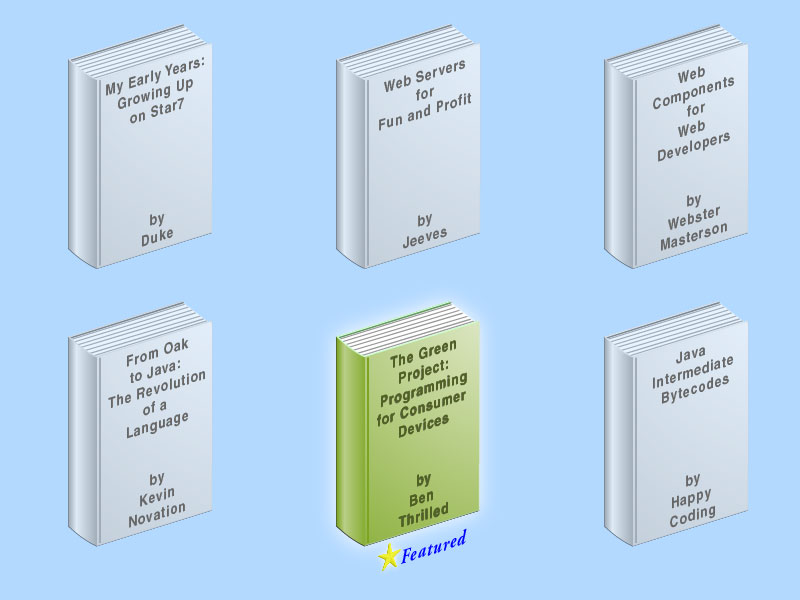 My Early Years:
Growing Up
on Star7
by
Duke
Web Servers
for
Fun and Profit
by
Jeeves
Web
Components
for
Web
Developers
by
Webster
Masterson
From Oak
to Java:
The Revolution
of a
Language
by
Kevin
Novation
The Green
Project:
Programming
for Consumer
Devices
by
Ben
Thrilled
Featured
Java
Intermediate
Bytecodes
by
Happy
Coding